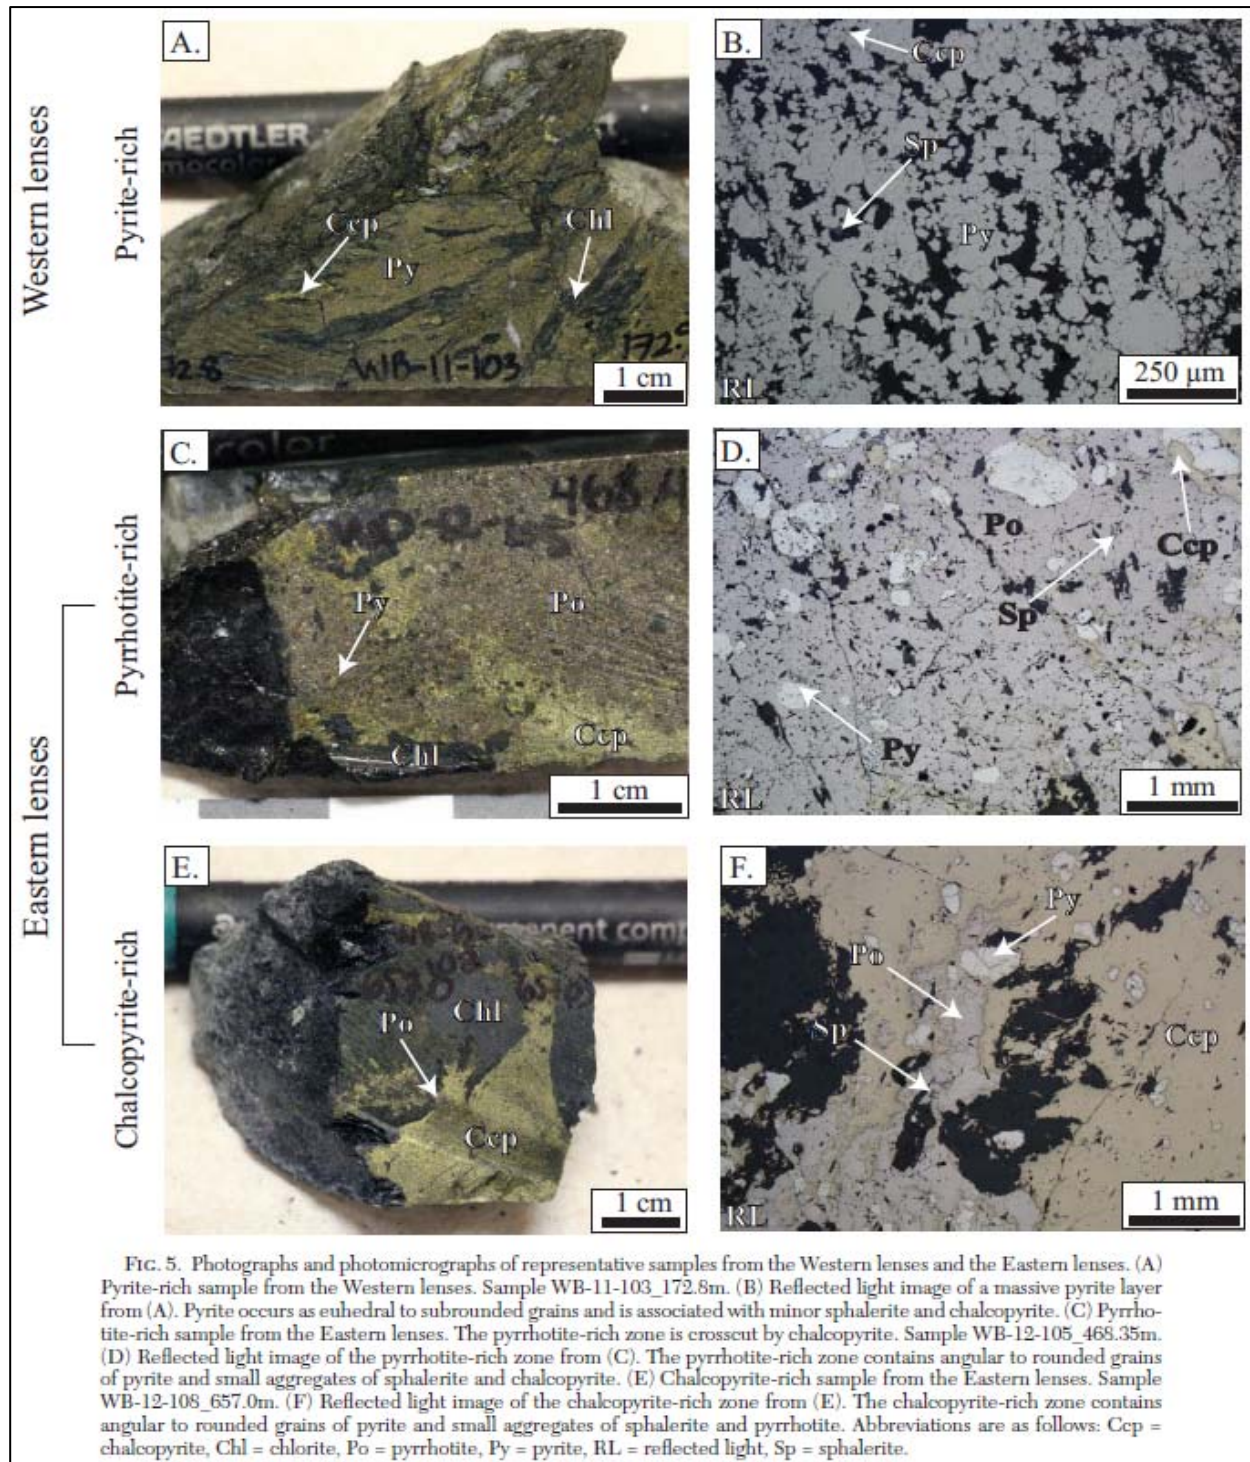 Western lenses
Pyrite-rich
A.
AEDTLER
Ccp
Py
Chl
WB-11-103
1 cm
B.
Ccp
Sp
Py
RL
250 µm
Eastern lenses
Pyrrhotite-rich
C.
Py
Po
Ccp
Chl
1 cm
D.
Po
Ccp
Sp
Py
RL
1 mm
Chalcopyrite-rich
E.
Po
Chl
Ccp
1 cm
F.
Py
Po
Sp
Ccp
RL
1 mm
FIG. 5. Photographs and photomicrographs of representative samples from the Western lenses and the Eastern lenses. (A)
Pyrite-rich sample from the Western lenses. Sample WB-11-103_172.8m. (B) Reflected light image of a massive pyrite layer
from (A). Pyrite occurs as euhedral to subrounded grains and is associated with minor sphalerite and chalcopyrite. (C) Pyrrho-
tite-rich sample from the Eastern lenses. The pyrrhotite-rich zone is crosscut by chalcopyrite. Sample WB-12-105_468.35m.
(D) Reflected light image of the pyrrhotite-rich zone from (C). The pyrrhotite-rich zone contains angular to rounded grains
of pyrite and small aggregates of sphalerite and chalcopyrite. (E) Chalcopyrite-rich sample from the Eastern lenses. Sample
WB-12-108_657.0m. (F) Reflected light image of the chalcopyrite-rich zone from (E). The chalcopyrite-rich zone contains
angular to rounded grains of pyrite and small aggregates of sphalerite and pyrrhotite. Abbreviations are as follows: Ccp =
chalcopyrite, Chl = chlorite, Po = pyrrhotite, Py = pyrite, RL = reflected light, Sp = sphalerite.